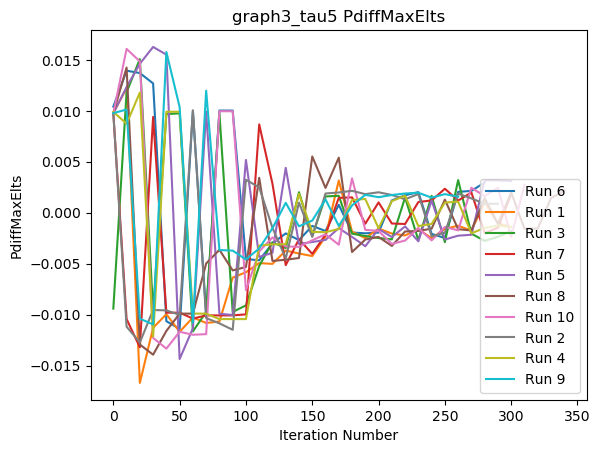 graph3_tau5 PdiffMaxElts
PdiffMaxElts
0.015
0.010
0.005
0.000
−0.005
−0.010
−0.015
Run 6
Run 1
Run 3
Run 7
Run 5
Run 8
Run 10
Run 2
Run 4
Run 9
0 50 100 150 200 250 300 350
Iteration Number